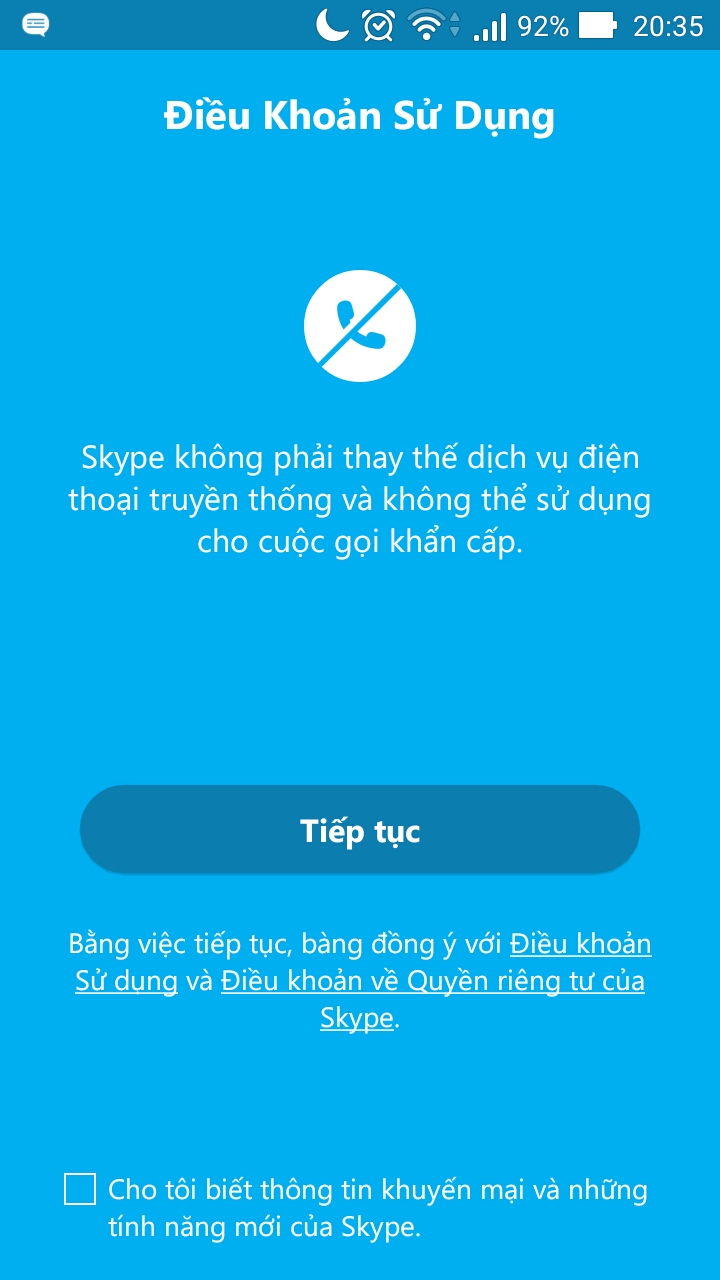 92% 20:35
Điều Khoản Sử Dụng
Skype không phải thay thế dịch vụ điện
thoại truyền thống và không thể sử dụng
cho cuộc gọi khẩn cấp.
Tiếp tục
Bằng việc tiếp tục, bàng đồng ý với Điều khoản
Sử dụng và Điều khoản về Quyền riêng tư của
Skype.
Cho tôi biết thông tin khuyến mại và những
tính năng mới của Skype.